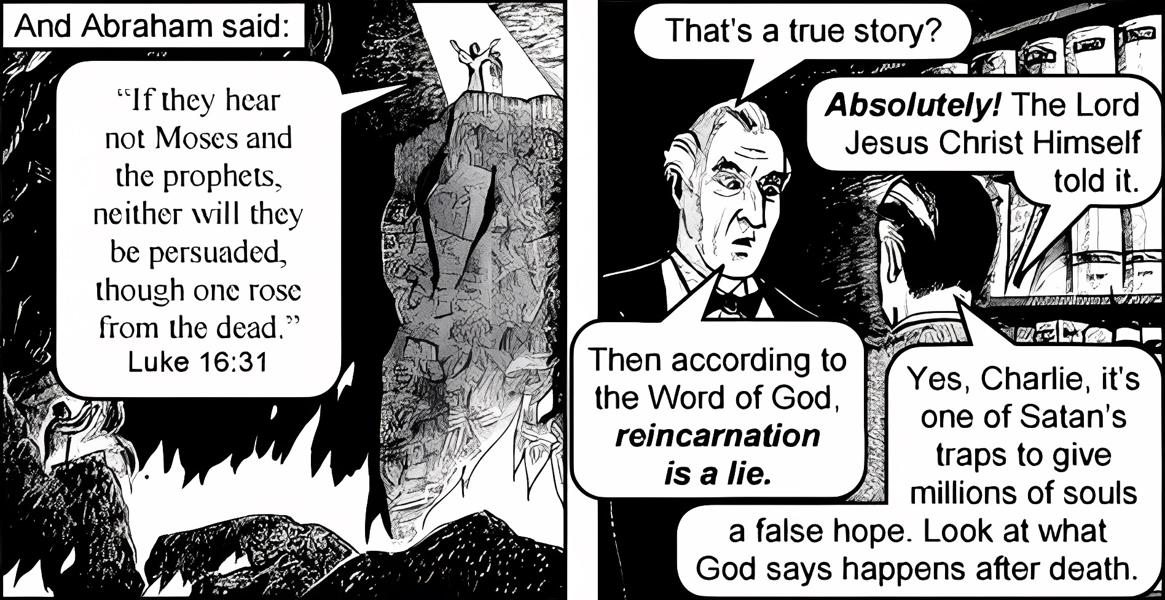 And Abraham said:
“If they hear
not Moses and
the prophets,
neither will they
be persuaded,
though one rose
from the dead.”
Luke 16:31
That's a true story?
Absolutely! The Lord
Jesus Christ Himself
told it.
Then according to
the Word of God,
reincarnation
is a lie.
Yes, Charlie, it's
one of Satan's
traps to give
millions of souls
a false hope. Look at what
God says happens after death.